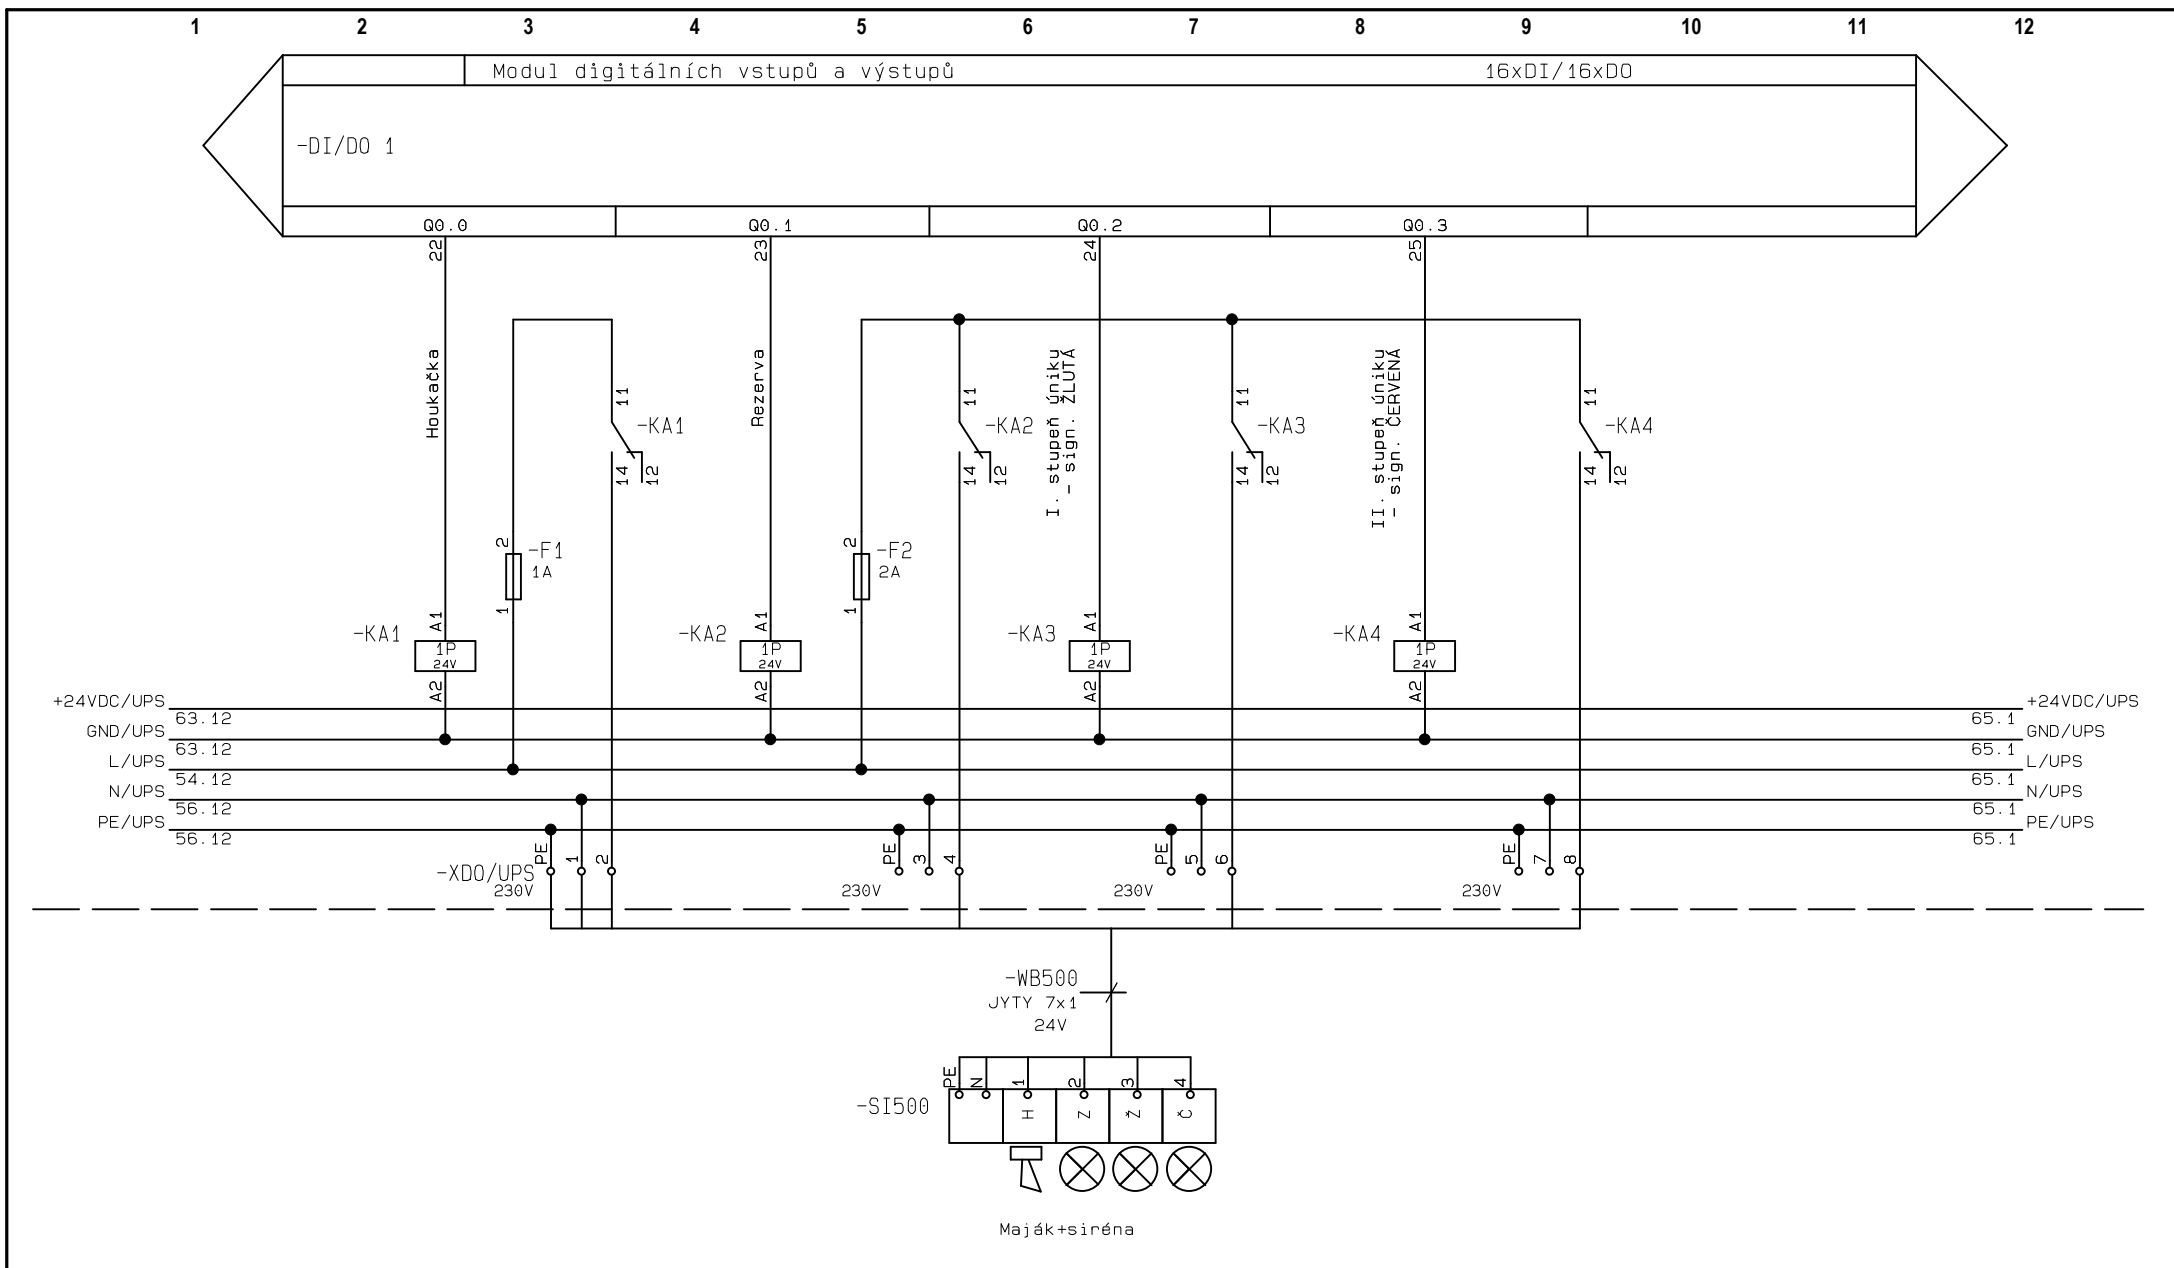 1 2 3 4 5 6 7 8 9 10 11 12
Modul digitálních vstupů a výstupů 16xDI/16xDO
-DI/DO 1
Q0.0 Q0.1 Q0.2 Q0.3
22 23 24 25
Houkačka
Rezerva
I. stupeň úniku
- sign. ŽLUTÁ
II. stupeň úniku
- sign. ČERVENÁ
11 11 11 11
-KA1 -KA2 -KA3 -KA4
14 12 14 12 14 12 14 12
2 -F1 2 -F2
1A 2A
1 1
A1 A1 A1 A1
-KA1 -KA2 -KA3 -KA4
1P 1P 1P 1P
24V 24V 24V 24V
A2 A2 A2 A2
+24VDC/UPS +24VDC/UPS
63.12 65.1
GND/UPS GND/UPS
63.12 65.1
L/UPS L/UPS
54.12 65.1
N/UPS N/UPS
56.12 65.1
PE/UPS PE/UPS
56.12 65.1
-XDO/UPS PE 1 2 PE 3 4 PE 5 6 PE 7 8
230V 230V 230V 230V
-WB500
JYTY 7x1
24V
PE N 1 2 3 4
-SI500 H Z Ž Č
Maják+siréna